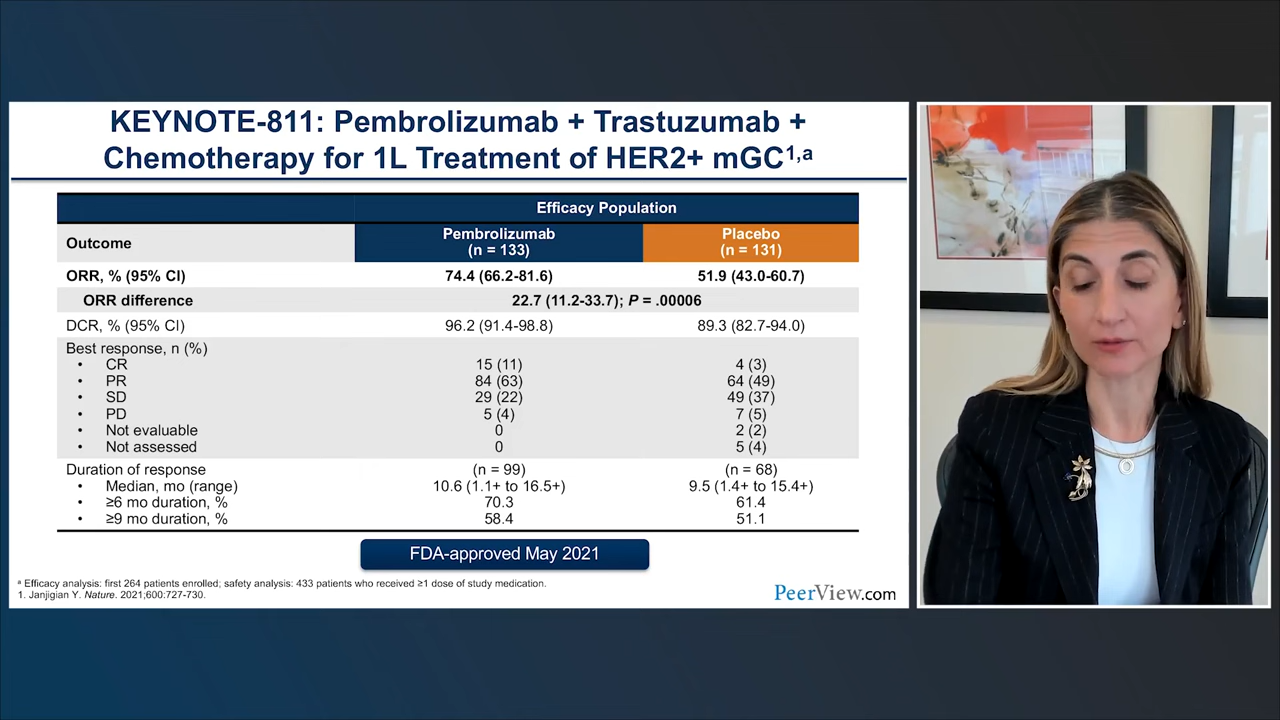 KEYNOTE-811: Pembrolizumab + Trastuzumab +
Chemotherapy for 1L Treatment of HER2+ mGC1,a
Efficacy Population
Outcome
Pembrolizumab
(n = 133)
Placebo
(n = 131)
ORR, % (95% CI) 74.4 (66.2-81.6) 51.9 (43.0-60.7)
ORR difference 22.7 (11.2-33.7); P = .00006
DCR, % (95% CI) 96.2 (91.4-98.8) 89.3 (82.7-94.0)
Best response, n (%)
• CR 15 (11) 4 (3)
• PR 84 (63) 64 (49)
• SD 29 (22) 49 (37)
• PD 5 (4) 7 (5)
• Not evaluable 0 2 (2)
• Not assessed 0 5 (4)
Duration of response (n = 99) (n = 68)
• Median, mo (range) 10.6 (1.1+ to 16.5+) 9.5 (1.4+ to 15.4+)
• ≥6 mo duration, % 70.3 61.4
• ≥9 mo duration, % 58.4 51.1
FDA-approved May 2021
a Efficacy analysis: first 264 patients enrolled; safety analysis: 433 patients who received ≥1 dose of study medication.
1. Janjigian Y. Nature. 2021;600:727-730.
PeerView.com